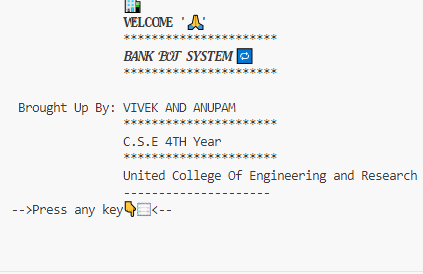 🏦
WELCOME '🙏
**********************
BANK BOT SYSTEM 🔁
**********************
Brought Up By: VIVEK AND ANUPAM
**********************
C.S.E 4TH Year
**********************
United College Of Engineering and Research
---------------------
-->Press any key👇<--